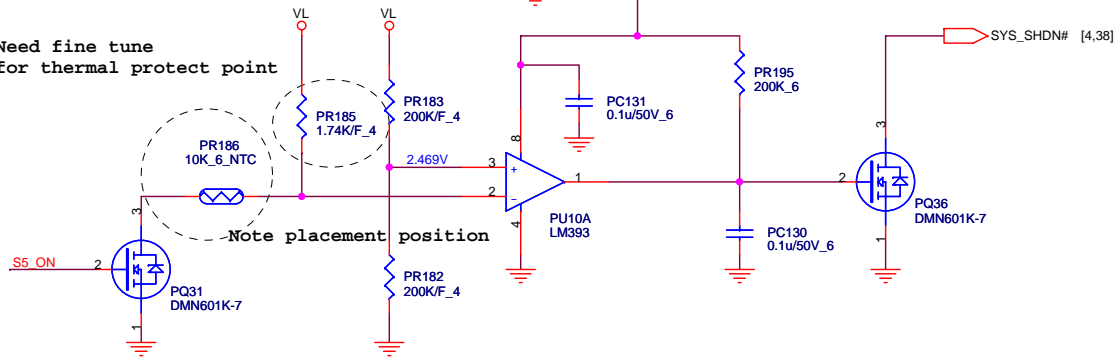 VL
VL
SYS_SHDN# [4,38]
Need fine tune
for thermal protect point
PR195
200K_6
PR183
200K/F_4
PC131
0.1u/50V_6
PR185
1.74K/F_4
3
8
PR186
10K_6_NTC
2.469V
3
+
1
2
2
-
PQ36
DMN601K-7
3
4
PU10A
LM393
Note placement position
PC130
0.1u/50V_6
1
S5_ON
2
PR182
200K/F_4
PQ31
DMN601K-7
1